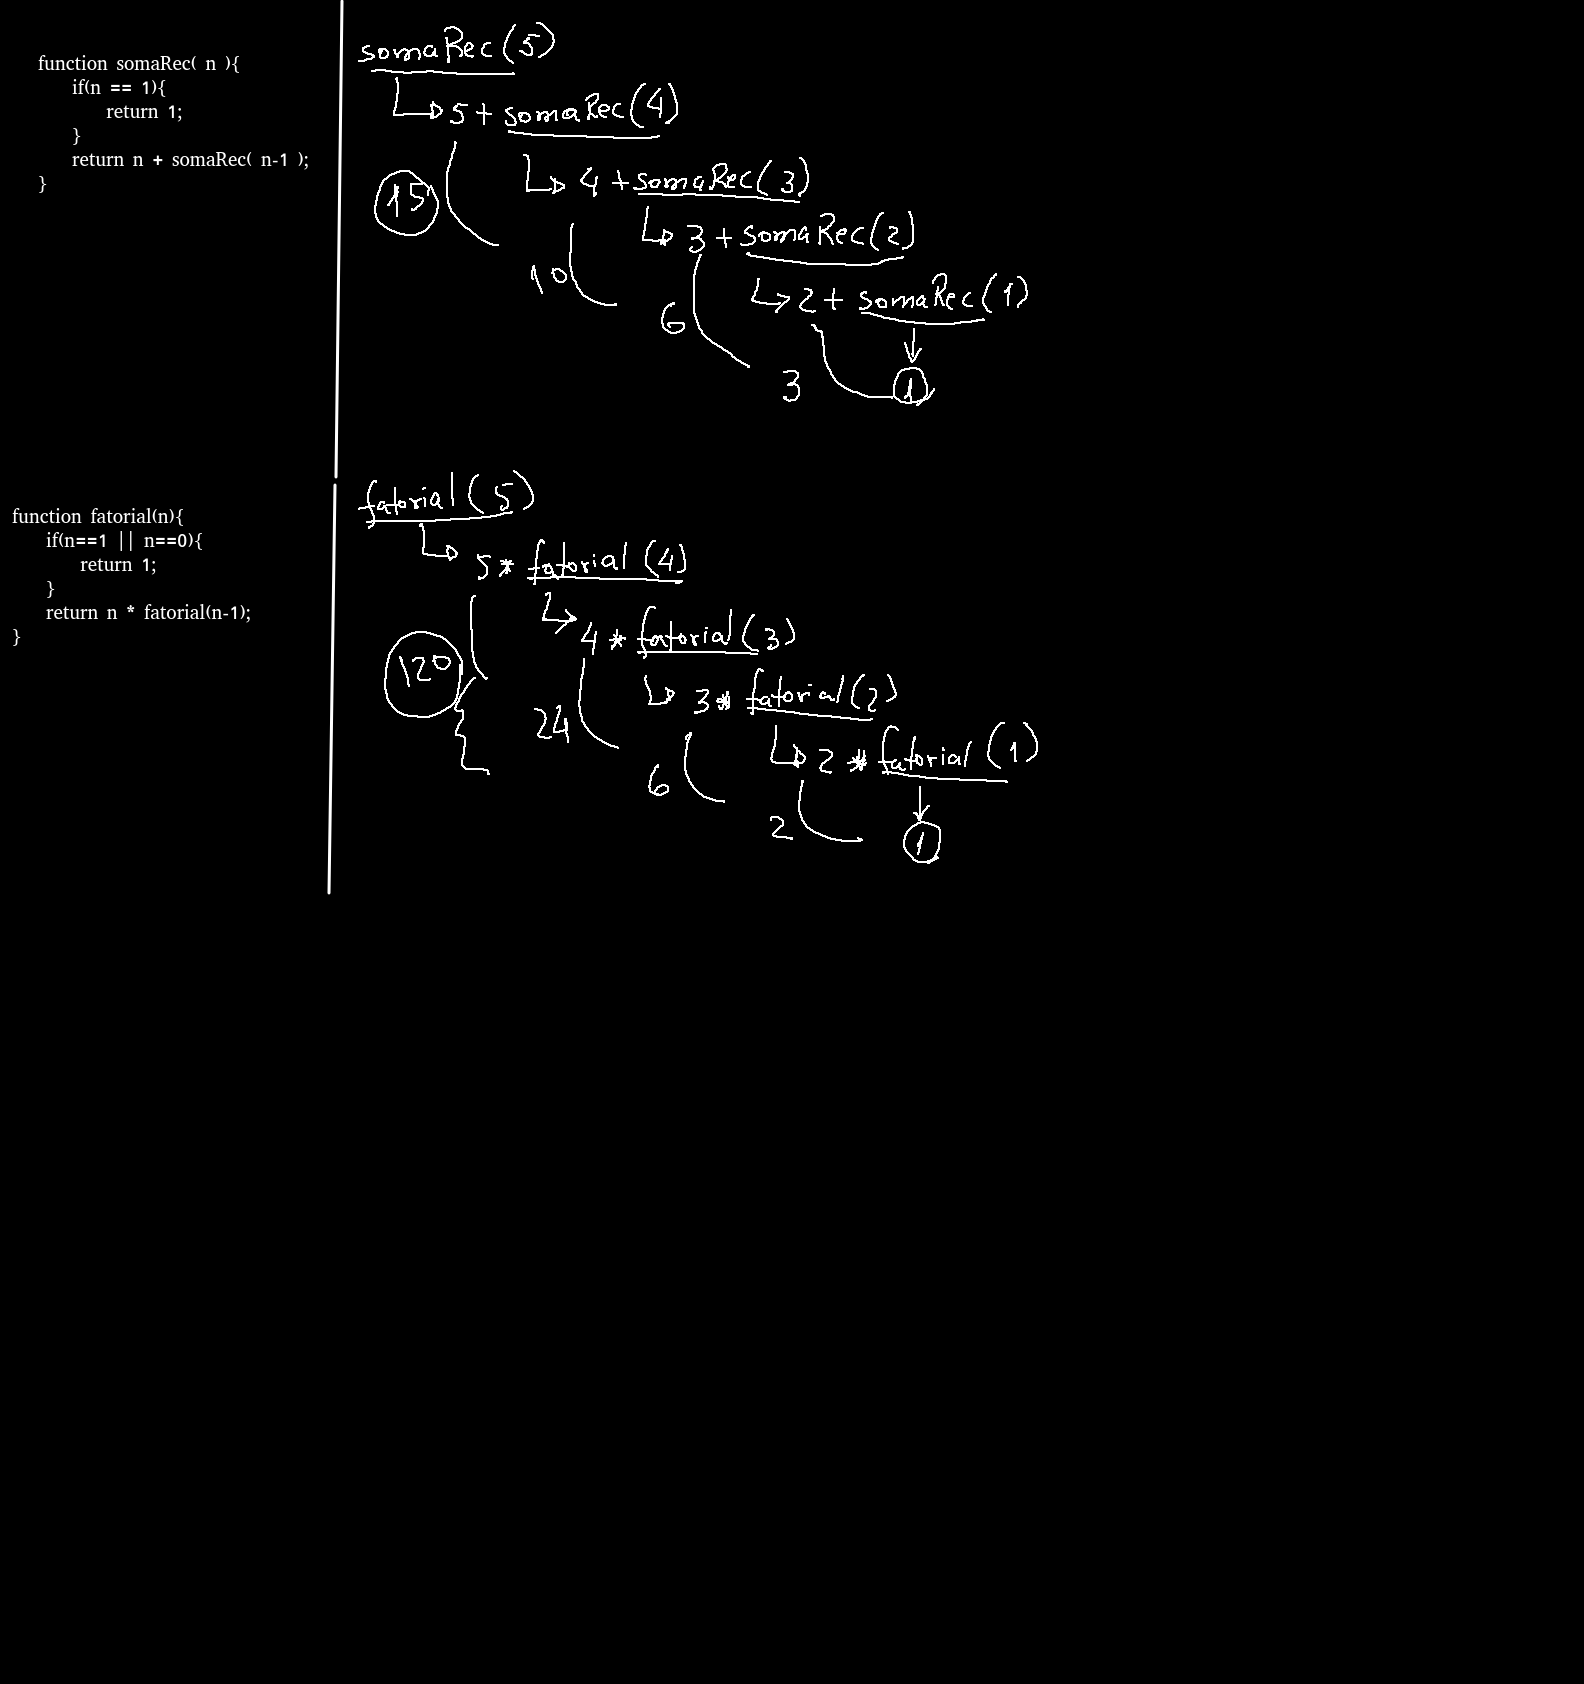 function somaRec( n ){
if(n == 1){
return 1;
}
return n + somaRec( n-1 );
}
somaRec(5)
5 + somaRec(4)
4 + somaRec(3)
15
3 + somaRec(2)
10
2 + somaRec(1)
6
3
1
function fatorial(n){
if(n==1 || n==0){
return 1;
}
return n * fatorial(n-1);
}
fatorial(5)
5 * fatorial(4)
4 * fatorial(3)
120
3 * fatorial(2)
24
2 * fatorial(1)
6
2
1